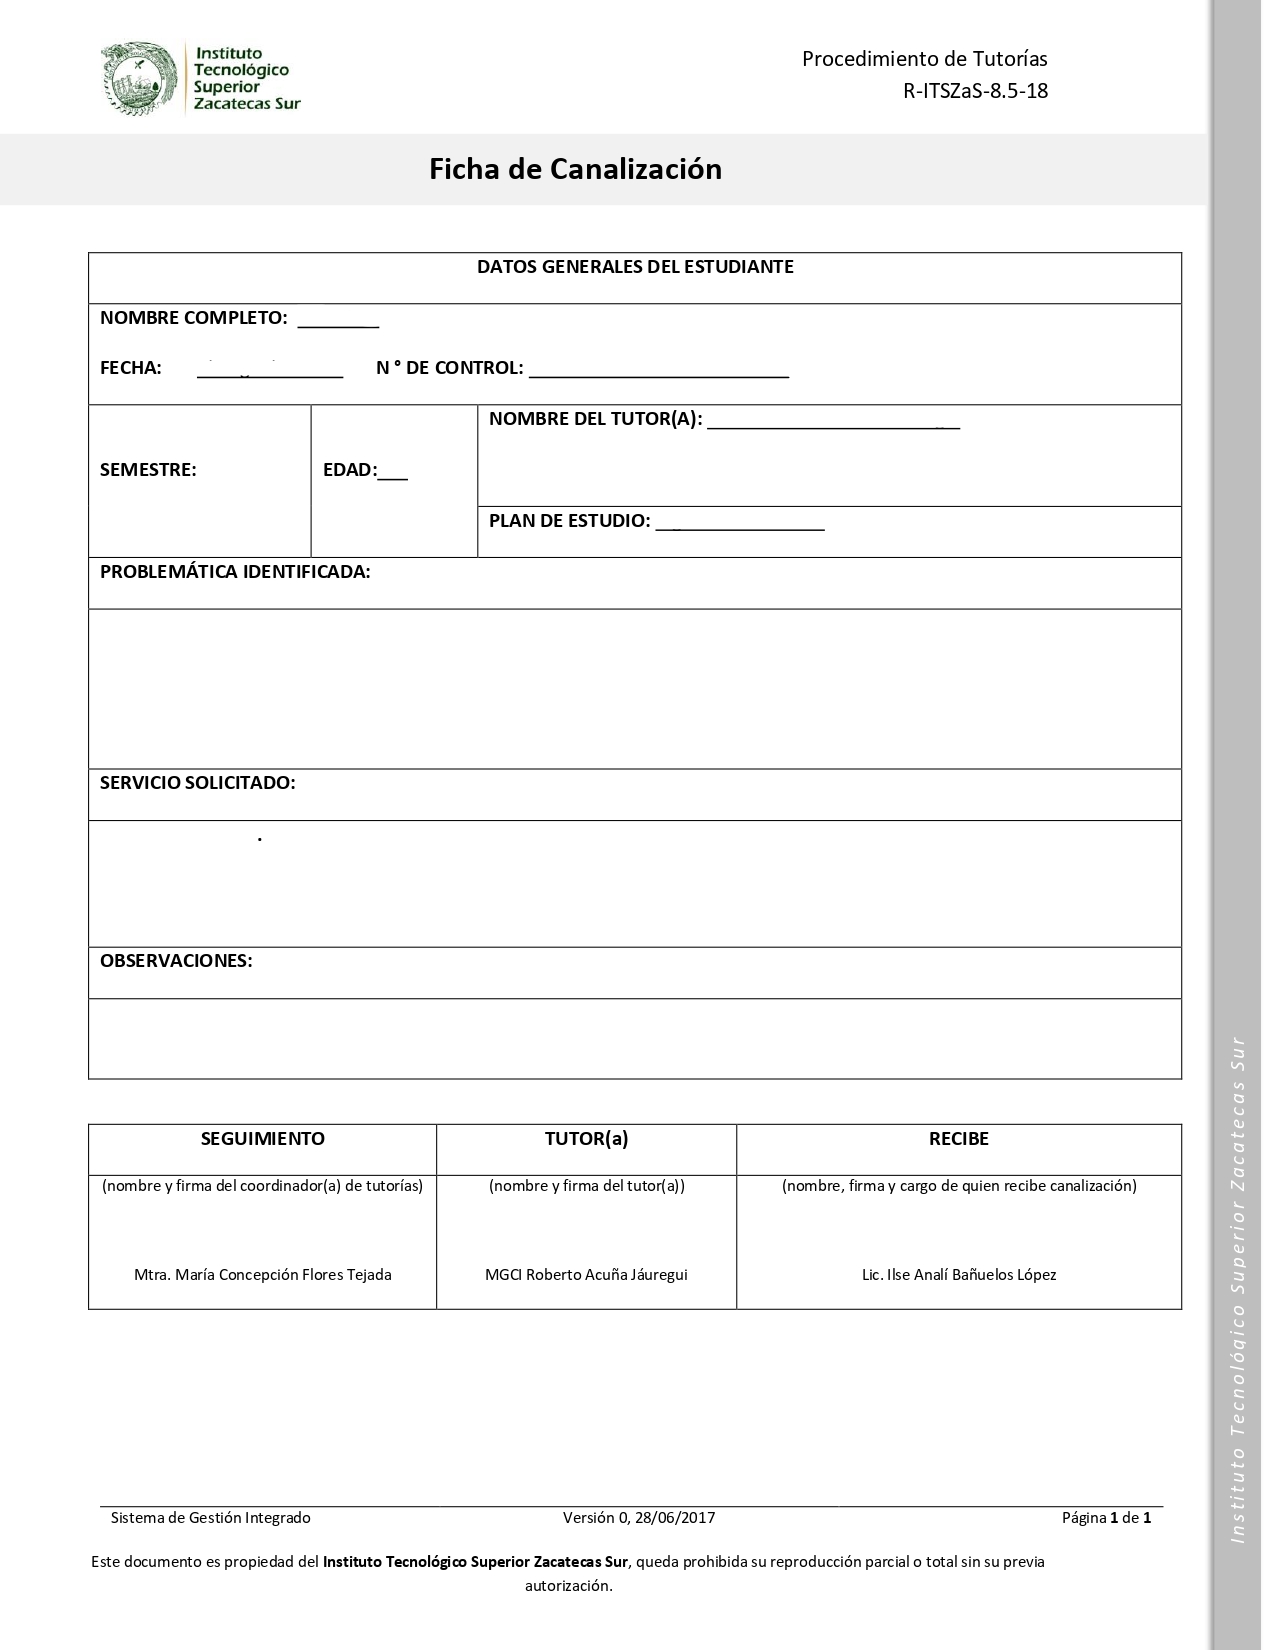 Instituto
Tecnológico
Superior
Zacatecas Sur
Procedimiento de Tutorías
R-ITSZaS-8.5-18
Ficha de Canalización
DATOS GENERALES DEL ESTUDIANTE
NOMBRE COMPLETO: ________
FECHA: ______________ N ° DE CONTROL: _________________________
NOMBRE DEL TUTOR(A): ________________________
SEMESTRE: EDAD:___
PLAN DE ESTUDIO: ________________
PROBLEMÁTICA IDENTIFICADA:
SERVICIO SOLICITADO:
.
OBSERVACIONES:
SEGUIMIENTO TUTOR(a) RECIBE
(nombre y firma del coordinador(a) de tutorías) (nombre y firma del tutor(a)) (nombre, firma y cargo de quien recibe canalización)
Mtra. María Concepción Flores Tejada MGCI Roberto Acuña Jáuregui Lic. Ilse Analí Bañuelos López
Sistema de Gestión Integrado Versión 0, 28/06/2017 Página 1 de 1
Este documento es propiedad del Instituto Tecnológico Superior Zacatecas Sur, queda prohibida su reproducción parcial o total sin su previa
autorización.
Instituto Tecnológico Superior Zacatecas Sur